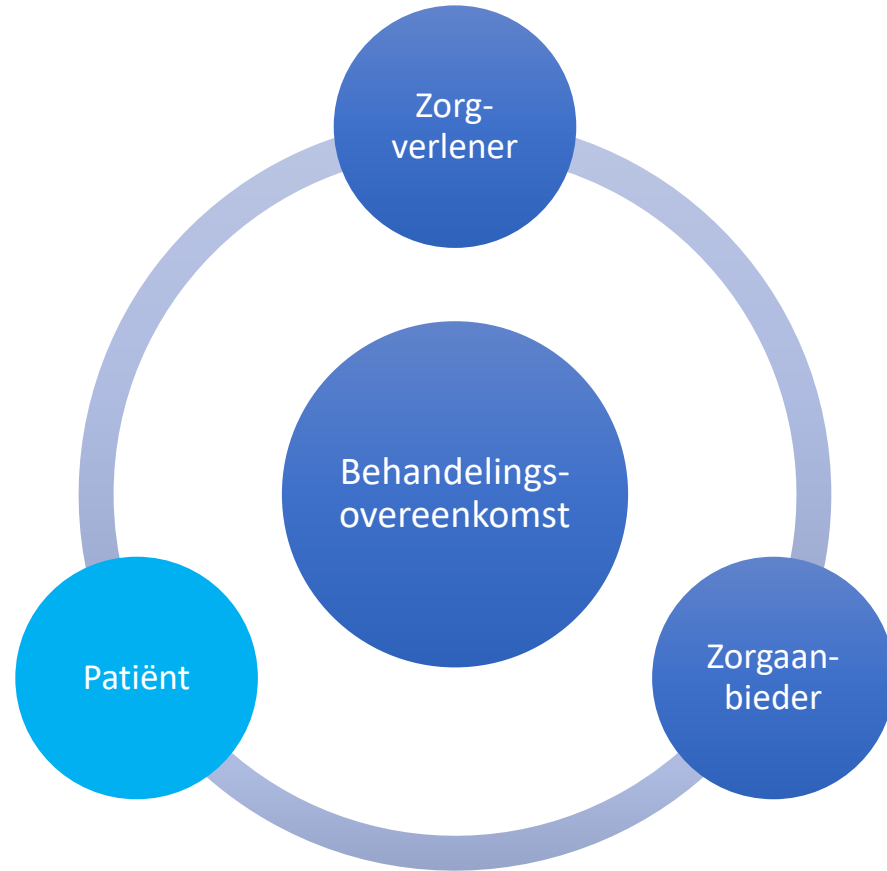 Zorg-
verlener
Behandelings-
overeenkomst
Patiënt
Zorgaan-
bieder